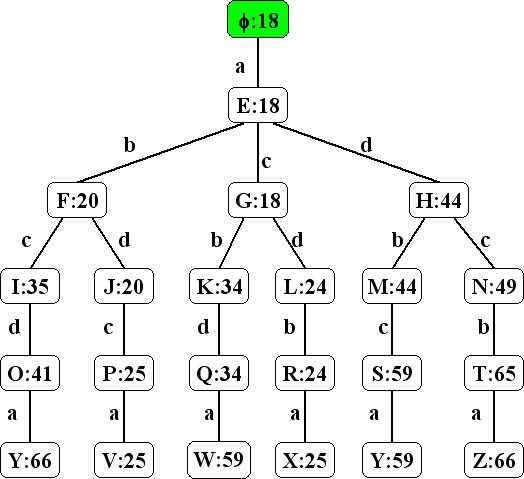 ϕ:18
a
E:18
b c d
F:20 G:18 H:44
c d b d b c
I:35 J:20 K:34 L:24 M:44 N:49
d c d b c b
O:41 P:25 Q:34 R:24 S:59 T:65
a a a a a a
Y:66 V:25 W:59 X:25 Y:59 Z:66